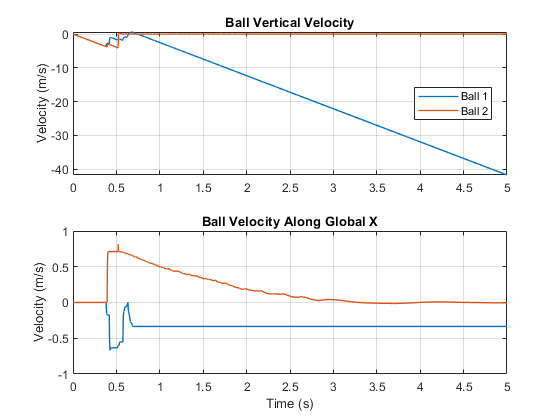 Ball Vertical Velocity
Velocity (m/s)
0
-10
-20
-30
-40
Ball 1
Ball 2
0 0.5 1 1.5 2 2.5 3 3.5 4 4.5 5
Ball Velocity Along Global X
Velocity (m/s)
1
0.5
0
-0.5
-1
0 0.5 1 1.5 2 2.5 3 3.5 4 4.5 5
Time (s)